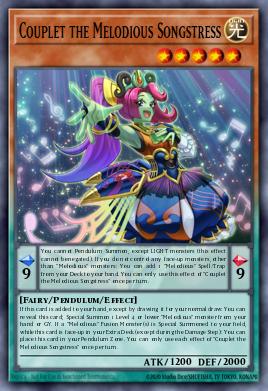 Couplet the Melodious Songstress
光
You cannot Pendulum Summon, except LIGHT monsters (this effect
cannot be negated). If you do not control any face-up monsters, other
than "Melodious" monsters: You can add 1 "Melodious" Spell/Trap
from your Deck to your hand. You can only use this effect of "Couplet
the Melodious Songstress" once per turn.
9
9
[Fairy/Pendulum/Effect]
If this card is added to your hand, except by drawing it for your normal draw: You can
reveal this card; Special Summon 1 Level 4 or lower "Melodious" monster from your
hand or GY. If a "Melodious" Fusion Monster(s) is Special Summoned to your field,
while this card is face-up in your Extra Deck (except during the Damage Step): You can
place this card in your Pendulum Zone. You can only use each effect of "Couplet the
Melodious Songstress" once per turn.
ATK/1200 DEF/2000